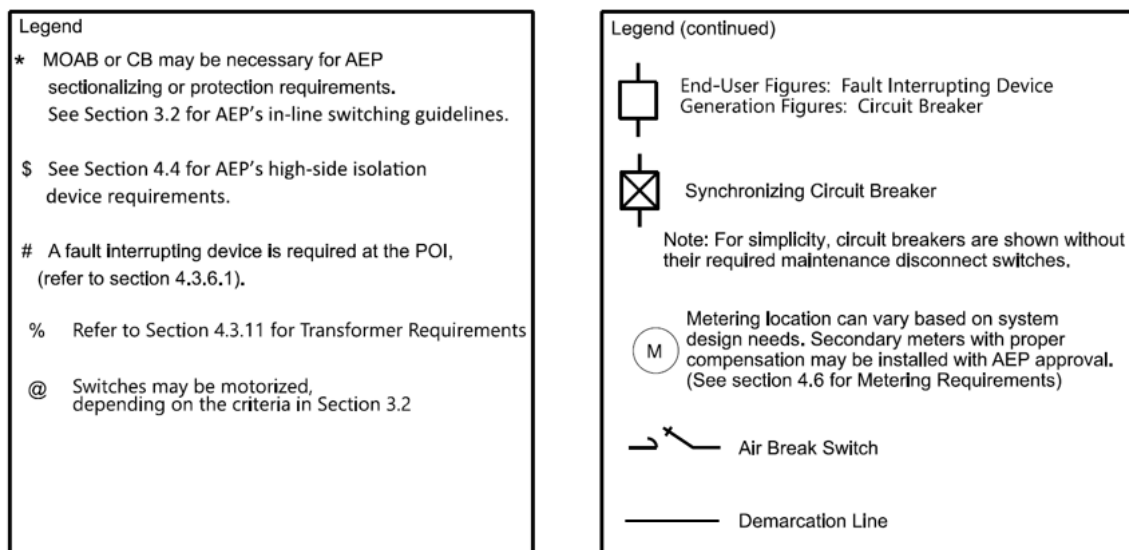 Legend
* MOAB or CB may be necessary for AEP
sectionalizing or protection requirements.
See Section 3.2 for AEP's in-line switching guidelines.
$ See Section 4.4 for AEP's high-side isolation
device requirements.
# A fault interrupting device is required at the POI,
(refer to section 4.3.6.1).
% Refer to Section 4.3.11 for Transformer Requirements
@ Switches may be motorized,
depending on the criteria in Section 3.2
Legend (continued)
End-User Figures: Fault Interrupting Device
Generation Figures: Circuit Breaker
Synchronizing Circuit Breaker
Note: For simplicity, circuit breakers are shown without
their required maintenance disconnect switches.
M
Metering location can vary based on system
design needs. Secondary meters with proper
compensation may be installed with AEP approval.
(See section 4.6 for Metering Requirements)
Air Break Switch
Demarcation Line